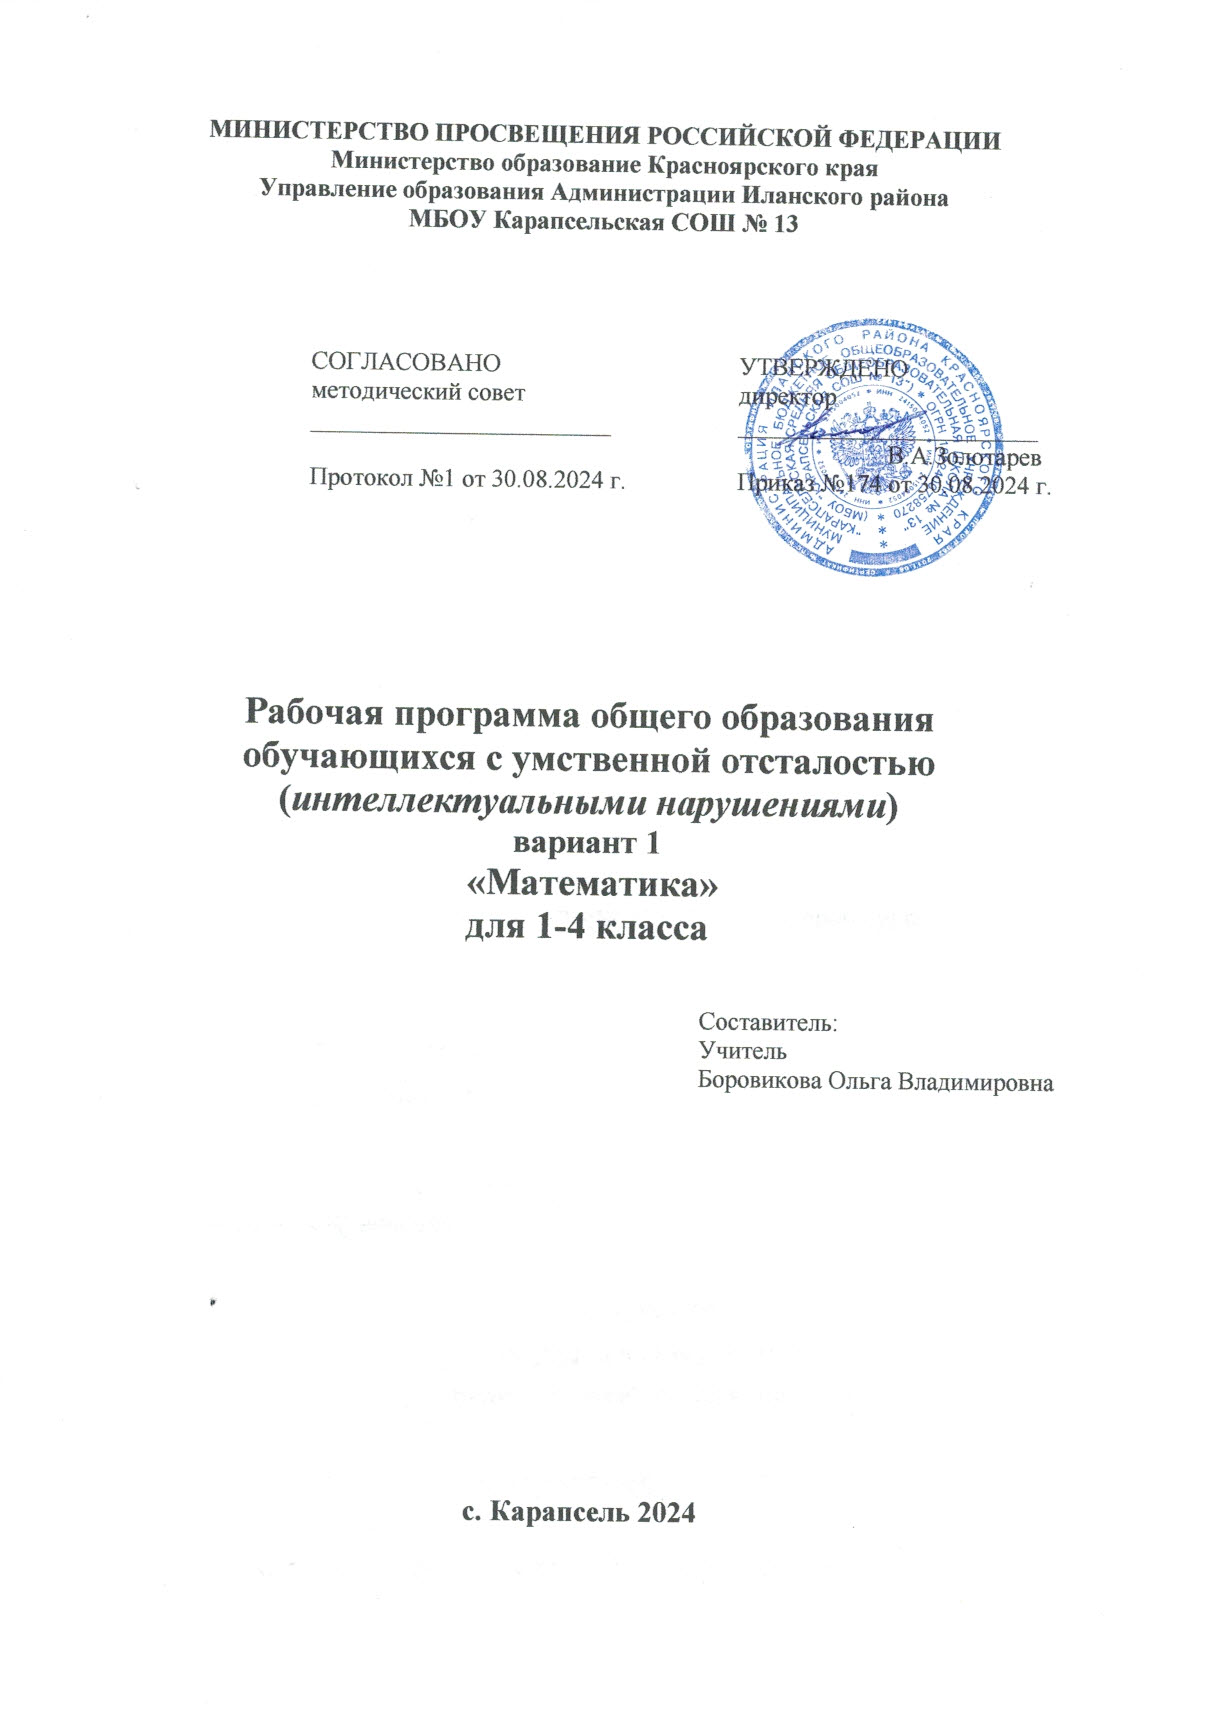 МИНИСТЕРСТВО ПРОСВЕЩЕНИЯ РОССИЙСКОЙ ФЕДЕРАЦИИ
Министерство образование Красноярского края
Управление образования Администрации Иланского района
МБОУ Карапсельская СОШ № 13
СОГЛАСОВАНО
методический совет
Протокол №1 от 30.08.2024 г.
УТВЕРЖДЕНО
директор
В.А.Золотарев
Приказ №174 от 30.08.2024 г.
Рабочая программа общего образования
обучающихся с умственной отсталостью
(интеллектуальными нарушениями)
вариант 1
«Математика»
для 1-4 класса
Составитель:
Учитель
Боровикова Ольга Владимировна
с. Карапсель 2024